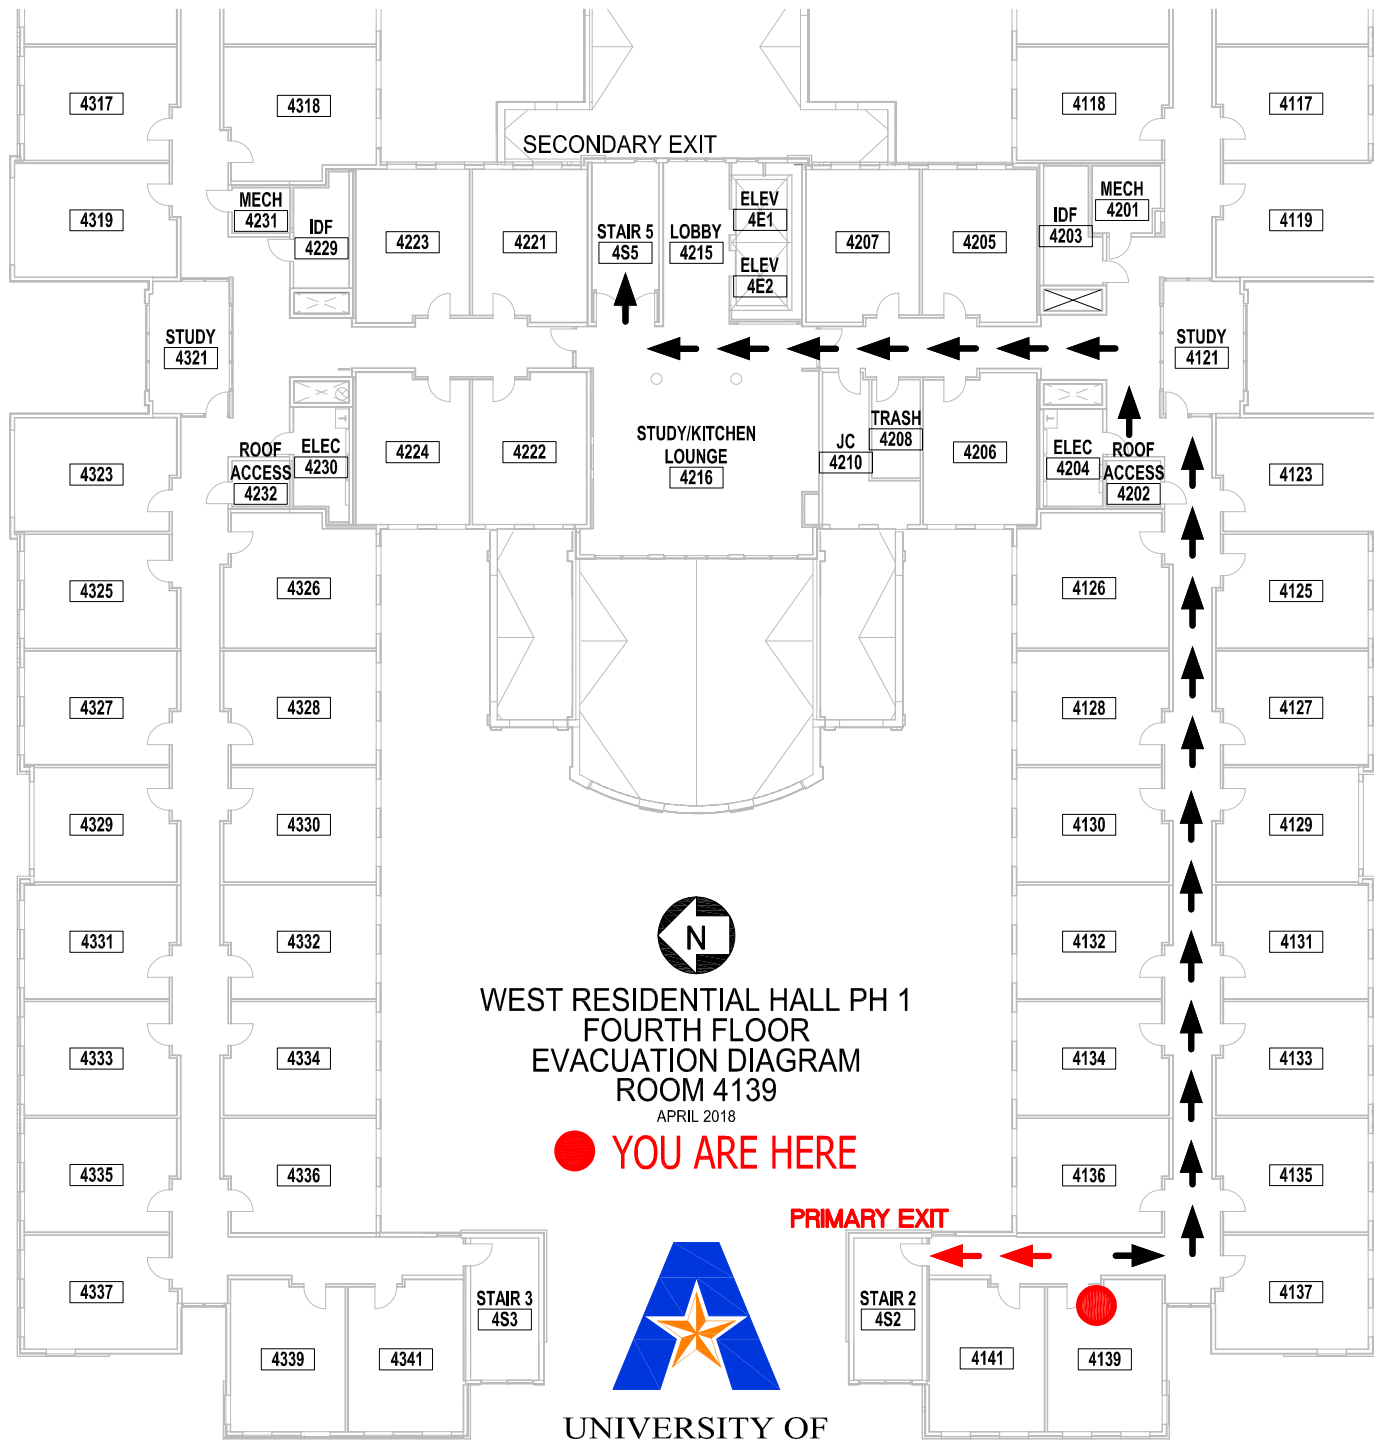 4317
4318
4118
4117
SECONDARY EXIT
MECH
4231
4319
IDF
4229
4223
4221
STAIR 5
4S5
LOBBY
4215
ELEV
4E1
ELEV
4E2
4207
4205
IDF
4203
MECH
4201
4119
STUDY
4321
STUDY
4121
4323
ROOF
ACCESS
4232
ELEC
4230
4224
4222
STUDY/KITCHEN
LOUNGE
4216
JC
4210
TRASH
4208
4206
ELEC
4204
ROOF
ACCESS
4202
4123
4325
4326
4126
4125
4327
4328
4128
4127
4329
4330
4130
4129
4331
4332
4132
4131
N
WEST RESIDENTIAL HALL PH 1
FOURTH FLOOR
EVACUATION DIAGRAM
ROOM 4139
APRIL 2018
YOU ARE HERE
4333
4334
4134
4133
4335
4336
4136
4135
PRIMARY EXIT
4337
STAIR 3
4S3
STAIR 2
4S2
4137
4339
4341
4141
4139
UNIVERSITY OF